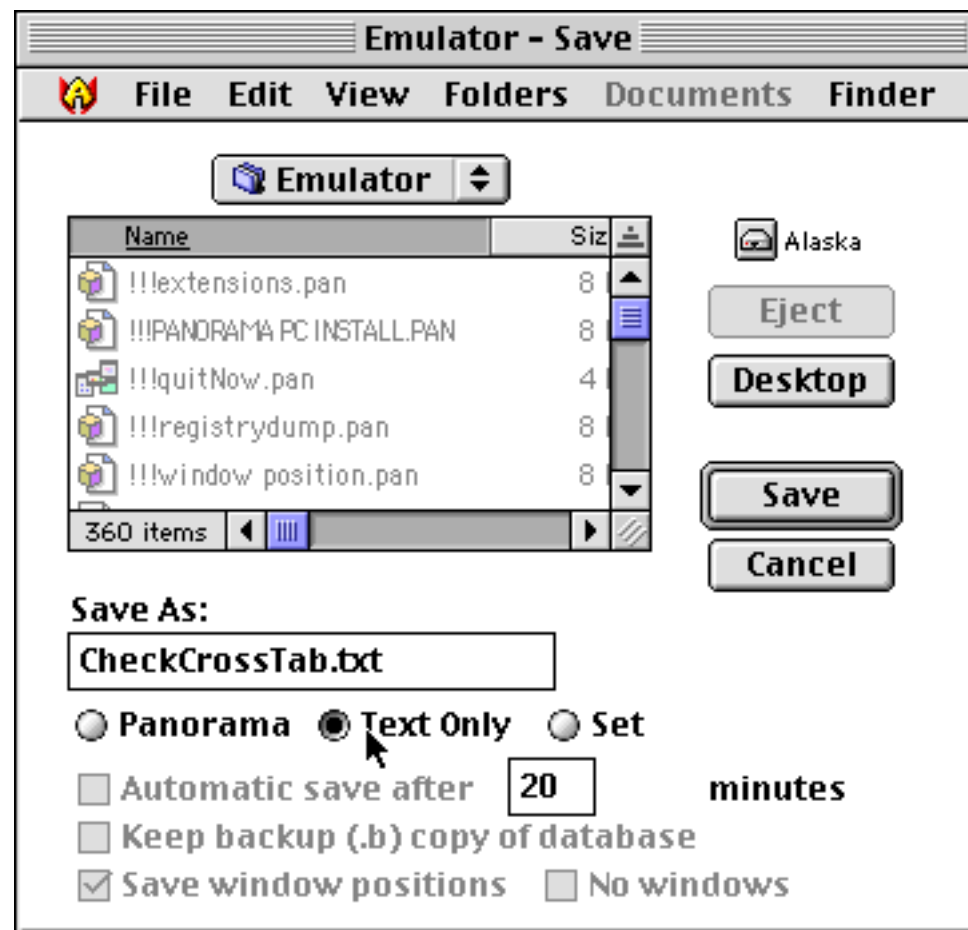 Emulator - Save
File Edit View Folders Documents Finder
Emulator
Name Siz
Alaska
!!!extensions.pan 8
!!!PANORAMA PC INSTALL.PAN 8
!!!quitNow.pan 4
!!!registrydump.pan 8
!!!window position.pan 8
360 items
Eject
Desktop
Save
Cancel
Save As:
CheckCrossTab.txt
Panorama Text Only Set
Automatic save after 20 minutes
Keep backup (.b) copy of database
Save window positions No windows